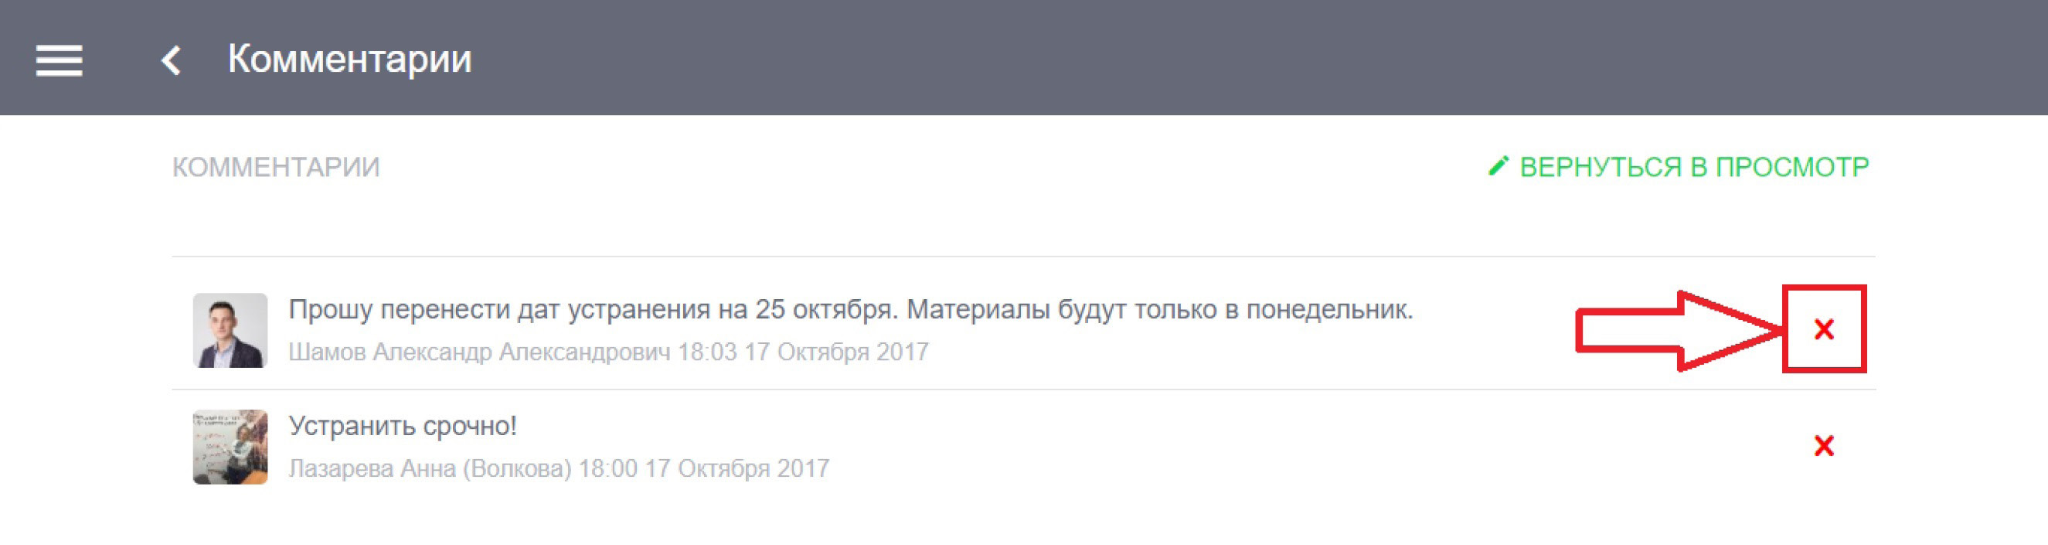 Комментарии
КОММЕНТАРИИ
ВЕРНУТЬСЯ В ПРОСМОТР
Прошу перенести дат устранения на 25 октября. Материалы будут только в понедельник.
Шамов Александр Александрович 18:03 17 Октября 2017
Устранить срочно!
Лазарева Анна (Волкова) 18:00 17 Октября 2017